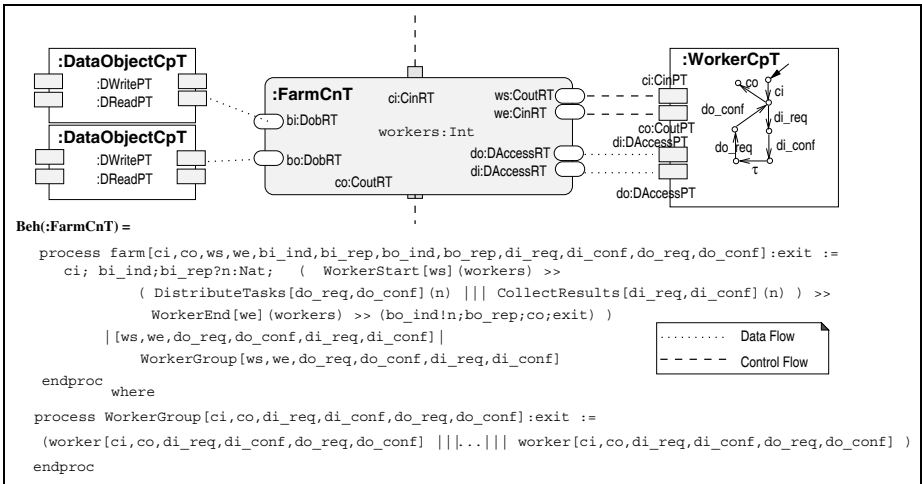 :DataObjectCpT
:DWritePT
:DReadPT
:DataObjectCpT
:DWritePT
:DReadPT
:FarmCnT
ci:CinRT
workers:Int
bi:DobRT
bo:DobRT
co:CoutRT
ws:CoutRT
we:CinRT
do:DAccessRT
di:DAccessRT
:WorkerCpT
ci:CinPT
co:CoutPT
di:DAccessPT
do:DAccessPT
co
ci
do_conf
di_req
do_req
di_conf
τ
Beh(:FarmCnT) =
process farm[ci,co,ws,we,bi_ind,bi_rep,bo_ind,bo_rep,di_req,di_conf,do_req,do_conf]:exit :=
ci; bi_ind;bi_rep?n:Nat; ( WorkerStart[ws](workers) >>
( DistributeTasks[do_req,do_conf](n) ||| CollectResults[di_req,di_conf](n) ) >>
WorkerEnd[we](workers) >> (bo_ind!n;bo_rep;co;exit) )
|[ws,we,do_req,do_conf,di_req,di_conf]|
WorkerGroup[ws,we,do_req,do_conf,di_req,di_conf]
endproc
where
Data Flow
Control Flow
process WorkerGroup[ci,co,di_req,di_conf,do_req,do_conf]:exit :=
(worker[ci,co,di_req,di_conf,do_req,do_conf] |||...||| worker[ci,co,di_req,di_conf,do_req,do_conf] )
endproc